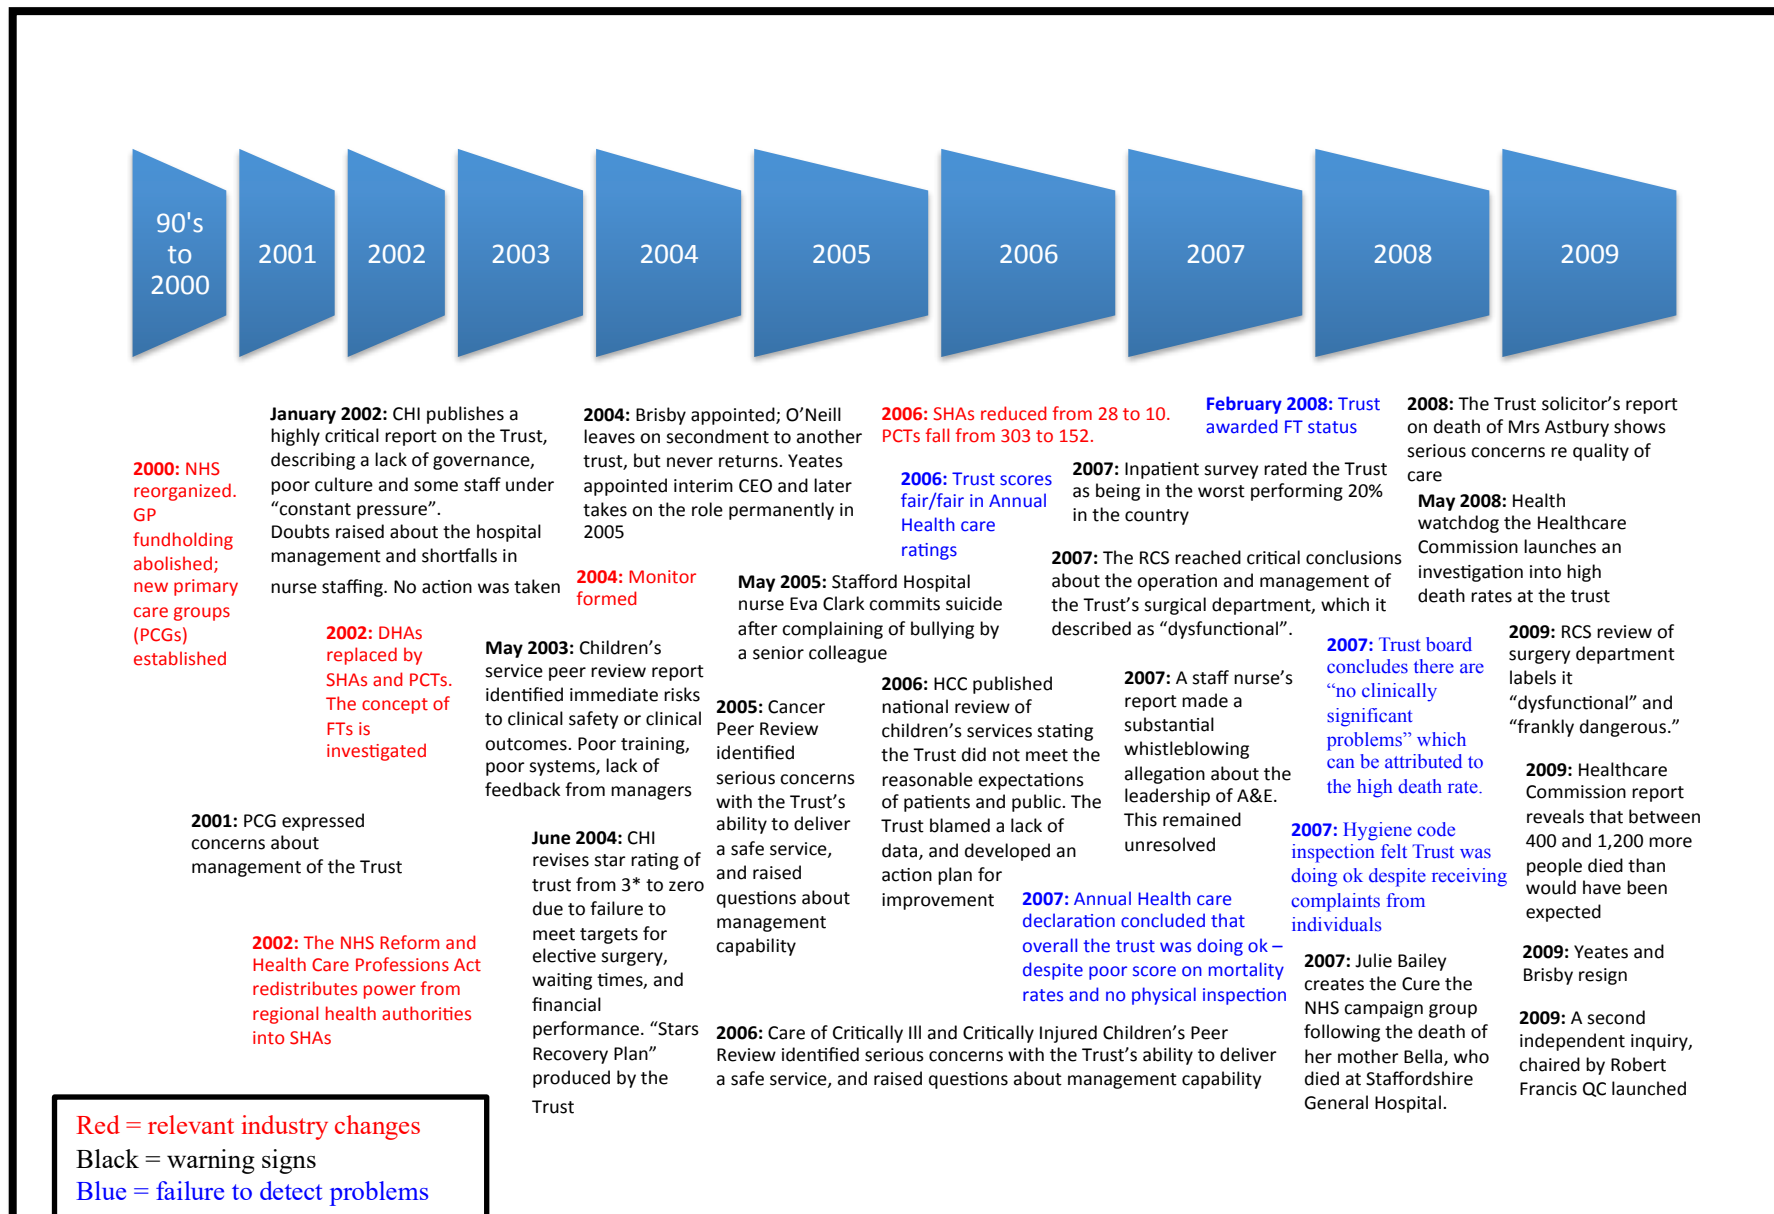 90's
to
2000
2001
2002
2003
2004
2005
2006
2007
2008
2009
2000: NHS
reorganized.
GP
fundholding
abolished;
new primary
care groups
(PCGs)
established
January 2002: CHI publishes a
highly critical report on the Trust,
describing a lack of governance,
poor culture and some staff under
“constant pressure”.
Doubts raised about the hospital
management and shortfalls in
nurse staffing. No action was taken
2002: DHAs
replaced by
SHAs and PCTs.
The concept of
FTs is
investigated
2001: PCG expressed
concerns about
management of the Trust
2002: The NHS Reform and
Health Care Professions Act
redistributes power from
regional health authorities
into SHAs
2004: Brisby appointed; O’Neill
leaves on secondment to another
trust, but never returns. Yeates
appointed interim CEO and later
takes on the role permanently in
2005
2004: Monitor
formed
May 2003: Children’s
service peer review report
identified immediate risks
to clinical safety or clinical
outcomes. Poor training,
poor systems, lack of
feedback from managers
June 2004: CHI
revises star rating of
trust from 3* to zero
due to failure to
meet targets for
elective surgery,
waiting times, and
financial
performance. “Stars
Recovery Plan”
produced by the
Trust
May 2005: Stafford Hospital
nurse Eva Clark commits suicide
after complaining of bullying by
a senior colleague
2005: Cancer
Peer Review
identified
serious concerns
with the Trust’s
ability to deliver
a safe service,
and raised
questions about
management
capability
2006: SHAs reduced from 28 to 10.
PCTs fall from 303 to 152.
2006: Trust scores
fair/fair in Annual
Health care
ratings
2006: HCC published
national review of
children’s services stating
the Trust did not meet the
reasonable expectations
of patients and public. The
Trust blamed a lack of
data, and developed an
action plan for
improvement
2006: Care of Critically Ill and Critically Injured Children’s Peer
Review identified serious concerns with the Trust’s ability to deliver
a safe service, and raised questions about management capability
2007: Inpatient survey rated the Trust
as being in the worst performing 20%
in the country
2007: The RCS reached critical conclusions
about the operation and management of
the Trust’s surgical department, which it
described as “dysfunctional”.
2007: A staff nurse’s
report made a
substantial
whistleblowing
allegation about the
leadership of A&E.
This remained
unresolved
2007: Annual Health care
declaration concluded that
overall the trust was doing ok –
despite poor score on mortality
rates and no physical inspection
February 2008: Trust
awarded FT status
2007: Trust board
concludes there are
“no clinically
significant
problems” which
can be attributed to
the high death rate.
2007: Hygiene code
inspection felt Trust was
doing ok despite receiving
complaints from
individuals
2007: Julie Bailey
creates the Cure the
NHS campaign group
following the death of
her mother Bella, who
died at Staffordshire
General Hospital.
2008: The Trust solicitor’s report
on death of Mrs Astbury shows
serious concerns re quality of
care
May 2008: Health
watchdog the Healthcare
Commission launches an
investigation into high
death rates at the trust
2009: RCS review of
surgery department
labels it
“dysfunctional” and
“frankly dangerous.”
2009: Healthcare
Commission report
reveals that between
400 and 1,200 more
people died than
would have been
expected
2009: Yeates and
Brisby resign
2009: A second
independent inquiry,
chaired by Robert
Francis QC launched
Red = relevant industry changes
Black = warning signs
Blue = failure to detect problems